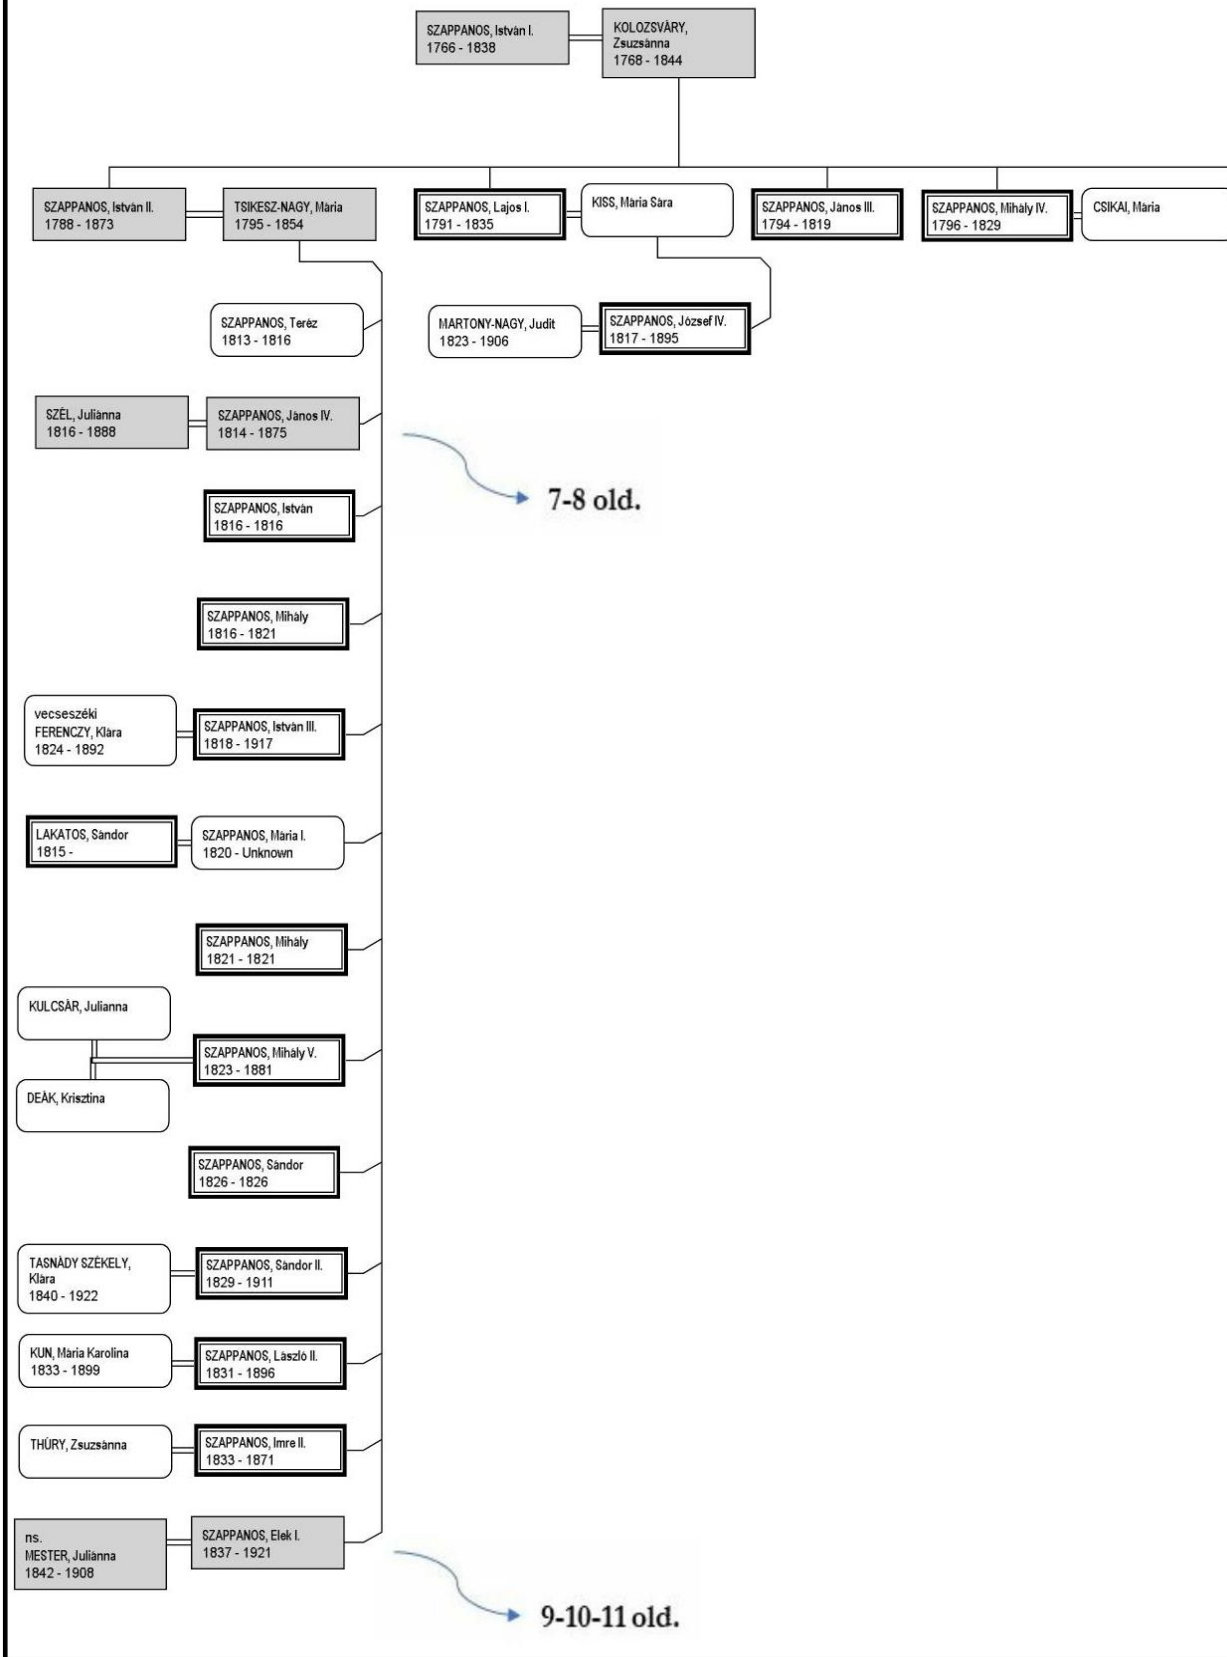 SZAPPANOS, István I.
1766 - 1838
KOLOZSVÁRY,
Zsuzsánna
1768 - 1844
SZAPPANOS, István II.
1788 - 1873
TSIKESZ-NAGY, Mária
1795 - 1854
SZAPPANOS, Lajos I.
1791 - 1835
KISS, Mária Sára
SZAPPANOS, János III.
1794 - 1819
SZAPPANOS, Mihály IV.
1796 - 1829
CSIKAI, Mária
SZAPPANOS, Teréz
1813 - 1816
MARTONY-NAGY, Judit
1823 - 1906
SZAPPANOS, József IV.
1817 - 1895
SZÉL, Juliánna
1816 - 1888
SZAPPANOS, János IV.
1814 - 1875
7-8 old.
SZAPPANOS, István
1816 - 1816
SZAPPANOS, Mihály
1816 - 1821
vecseszéki
FERENCZY, Klára
1824 - 1892
SZAPPANOS, István III.
1818 - 1917
LAKATOS, Sándor
1815 -
SZAPPANOS, Mária I.
1820 - Unknown
SZAPPANOS, Mihály
1821 - 1821
KULCSÁR, Julianna
SZAPPANOS, Mihály V.
1823 - 1881
DEÁK, Krisztina
SZAPPANOS, Sándor
1826 - 1826
TASNÁDY SZÉKELY,
Klára
1840 - 1922
SZAPPANOS, Sándor II.
1829 - 1911
KUN, Mária Karolina
1833 - 1899
SZAPPANOS, László II.
1831 - 1896
THÚRY, Zsuzsánna
SZAPPANOS, Imre II.
1833 - 1871
ns.
MESTER, Juliánna
1842 - 1908
SZAPPANOS, Elek I.
1837 - 1921
9-10-11 old.